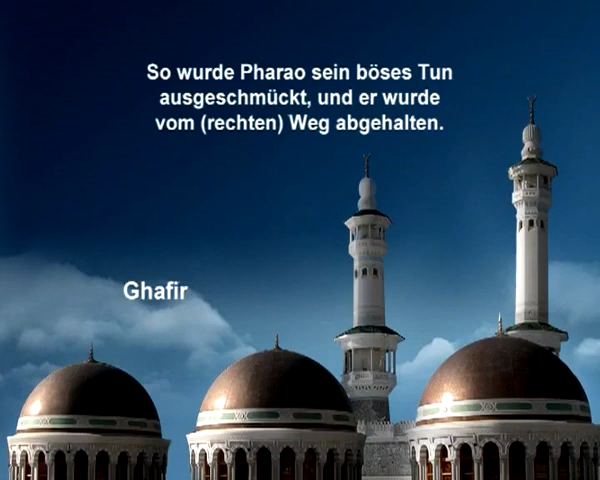 So wurde Pharao sein böses Tun
ausgeschmückt, und er wurde
vom (rechten) Weg abgehalten.
Ghafir